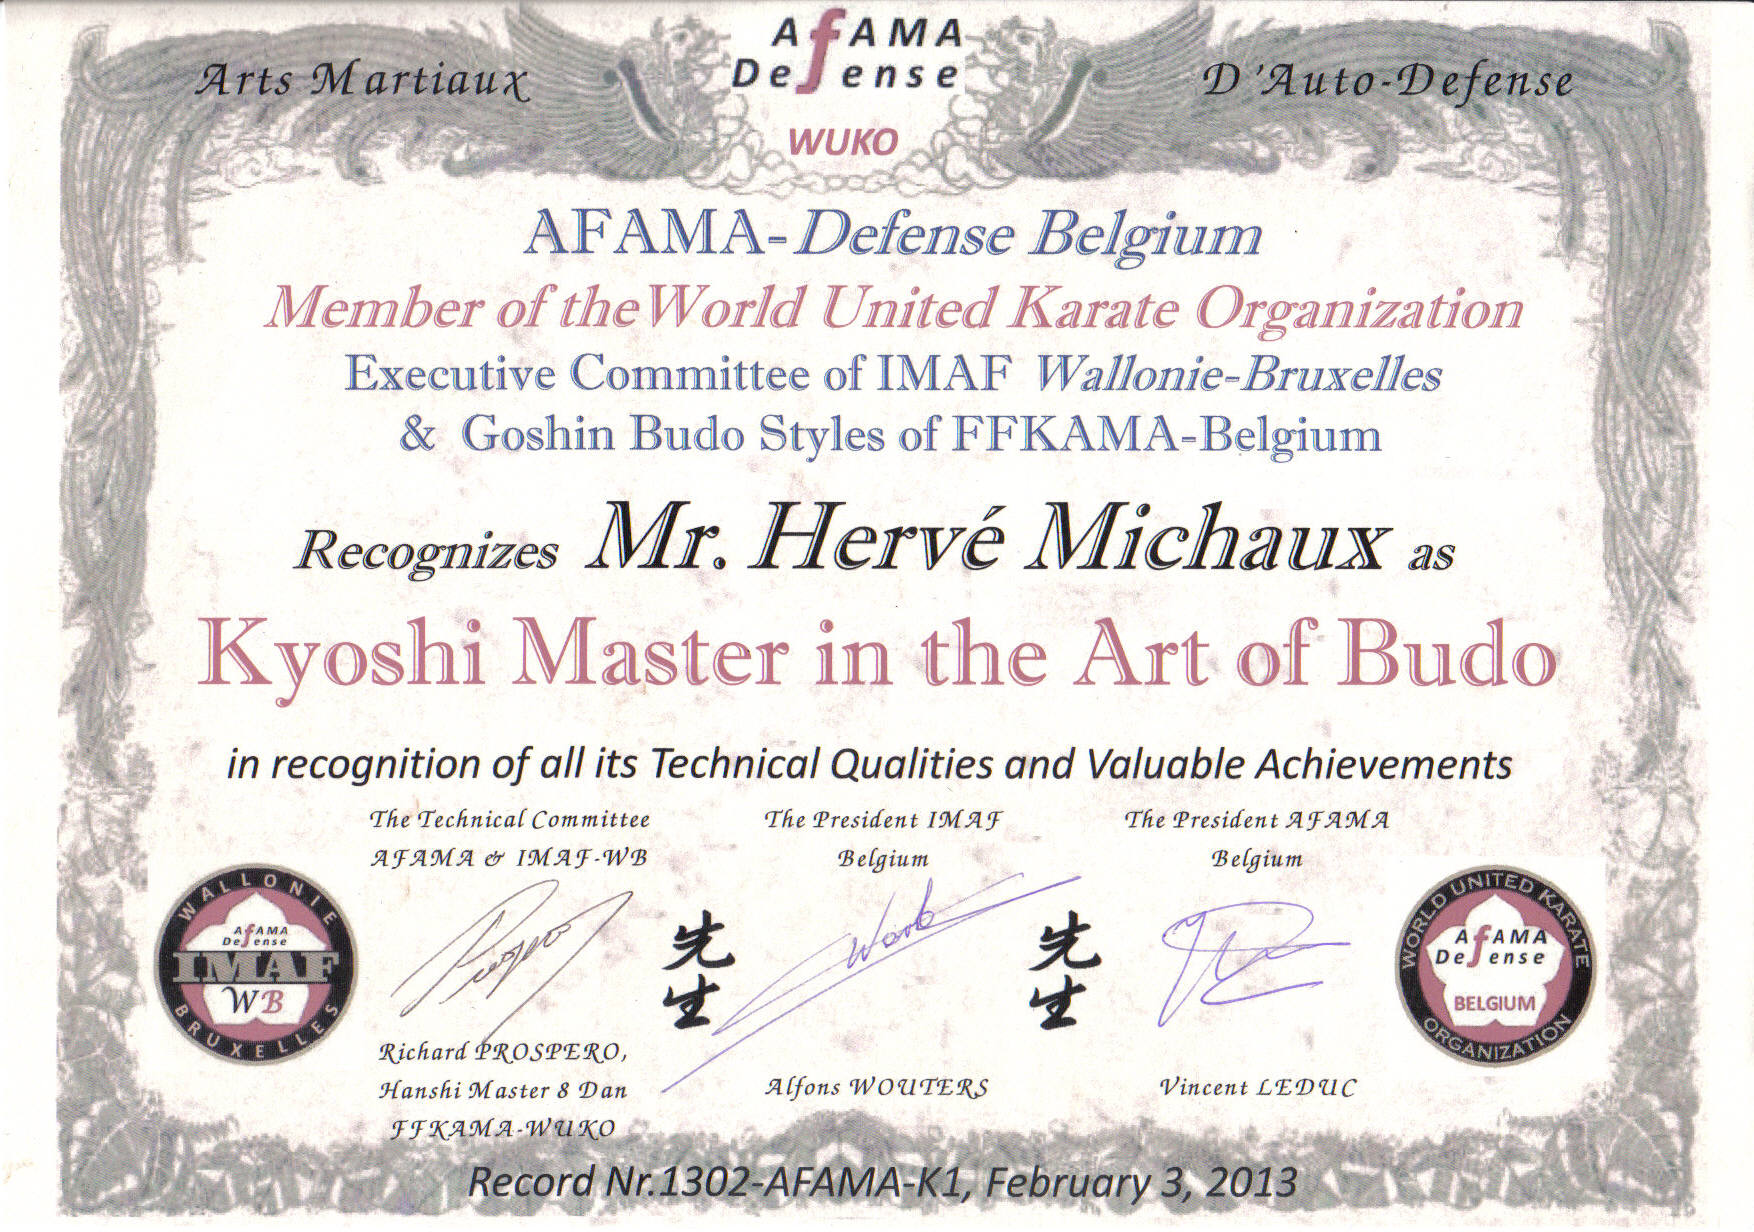 Arts Martiaux
AfAMA
Defense
WUKO
D'Auto-Defense
AFAMA-Defense Belgium
Member of the World United Karate Organization
Executive Committee of IMAF Wallonie-Bruxelles
& Goshin Budo Styles of FFKAMA-Belgium
Recognizes Mr. Hervé Michaux as
Kyoshi Master in the Art of Budo
in recognition of all its Technical Qualities and Valuable Achievements
The Technical Committee
AFAMA & IMAF-WB
The President IMAF
Belgium
The President AFAMA
Belgium
WALLONIE
AfAMA
Defense
IMAF
WB
BRUXELLES
先生
先生
WORLD UNITED KARATE
AfAMA
Defense
BELGIUM
ORGANIZATION
Richard PROSPERO,
Hanshi Master 8 Dan
FFKAMA-WUKO
Alfons WOUTERS
Vincent LEDUC
Record Nr.1302-AFAMA-K1, February 3, 2013